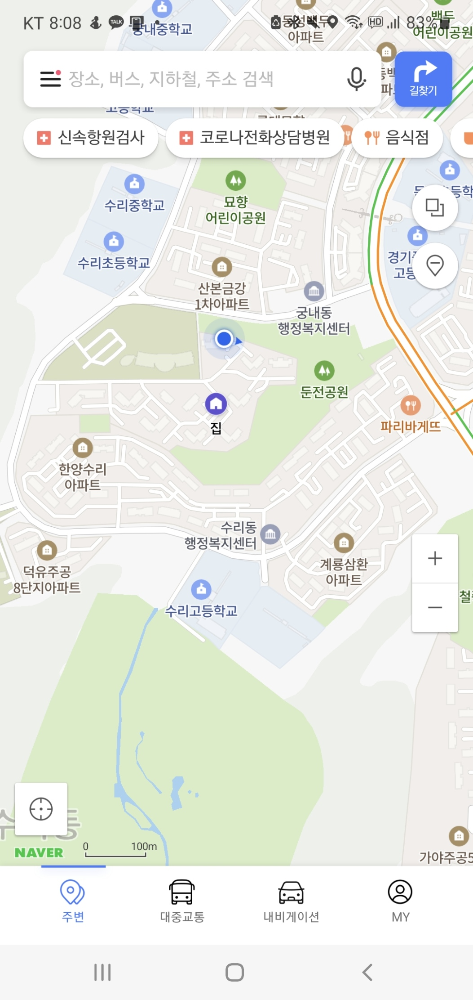 KT 8:08
TALK
HD
83%
궁내중학교
아파트
백두
어린이공원
장소, 버스, 지하철, 주소 검색
길찾기
고등학교
신속항원검사
코로나전화상담병원
음식점
수리중학교
묘향
어린이공원
수리초등학교
산본금강
1차아파트
궁내동
행정복지센터
둔전공원
파리바게뜨
집
한양수리
아파트
수리동
행정복지센터
계룡삼환
아파트
덕유주공
8단지아파트
수리고등학교
+
−
NAVER
0 100m
가야주공5
주변
대중교통
내비게이션
MY